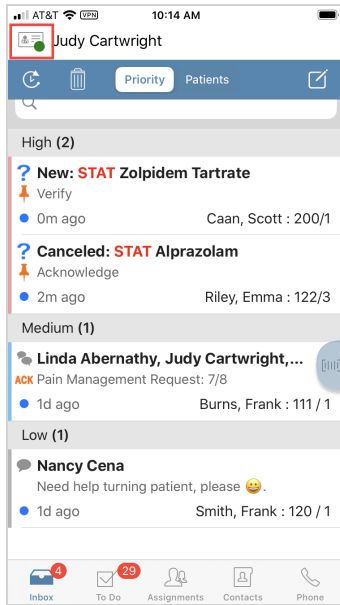 AT&T VPN 10:14 AM
Judy Cartwright
Priority Patients
High (2)
New: STAT Zolpidem Tartrate
Verify
0m ago Caan, Scott : 200/1
Canceled: STAT Alprazolam
Acknowledge
2m ago Riley, Emma : 122/3
Medium (1)
Linda Abernathy, Judy Cartwright,...
ACK Pain Management Request: 7/8
1d ago Burns, Frank : 111 / 1
Low (1)
Nancy Cena
Need help turning patient, please 😀.
1d ago Smith, Frank : 120 / 1
4 29
Inbox To Do Assignments Contacts Phone